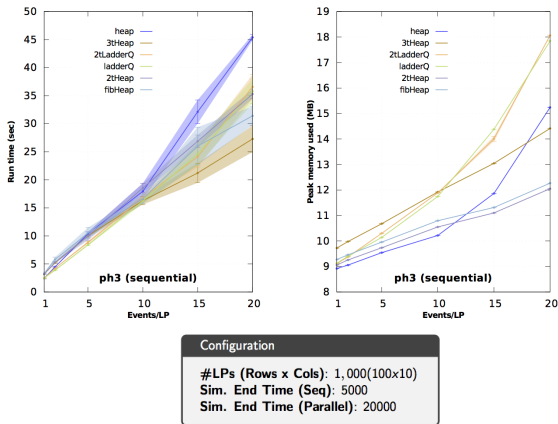 heap
3tHeap
2tLadderQ
ladderQ
2tHeap
fibHeap
50
45
40
35
30
25
20
15
10
5
0
Run time (sec)
ph3 (sequential)
1 5 10 15 20
Events/LP
heap
3tHeap
2tLadderQ
ladderQ
2tHeap
fibHeap
19
18
17
16
15
14
13
12
11
10
9
8
Peak memory used (MB)
ph3 (sequential)
1 5 10 15 20
Events/LP
Configuration
#LPs (Rows x Cols): 1, 000(100x10)
Sim. End Time (Seq): 5000
Sim. End Time (Parallel): 20000